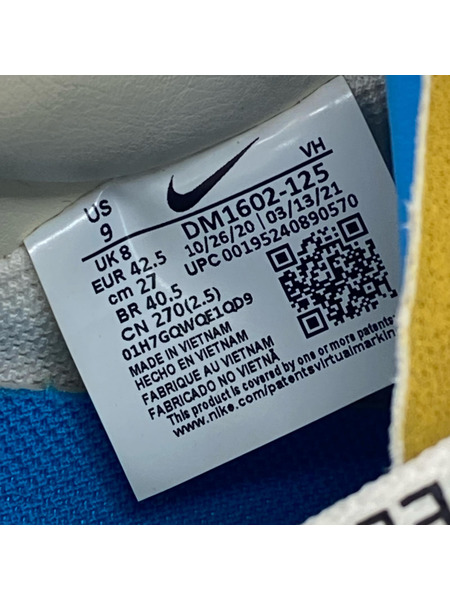 VH
US
9
UK 8
EUR 42.5
cm 27
BR 40.5
CN 270(2.5)
01H7GQWQE1QD9
DM1602-125
10/26/20 03/13/21
UPC 00195240890570
MADE IN VIETNAM
HECHO EN VIETNAM
FABRIQUE AU VIETNAM
FABRICADO NO VIETNAM
This product is covered by one or more patents
www.nike.com/patentsvirtualmarkin